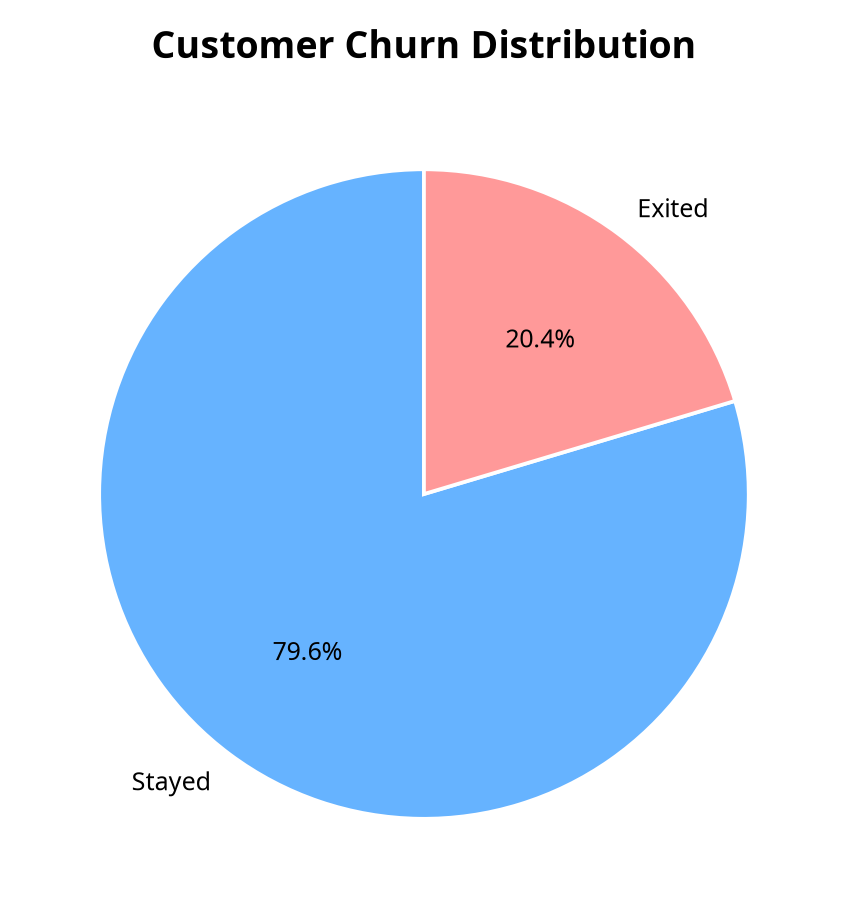 Customer Churn Distribution
Exited
20.4%
79.6%
Stayed